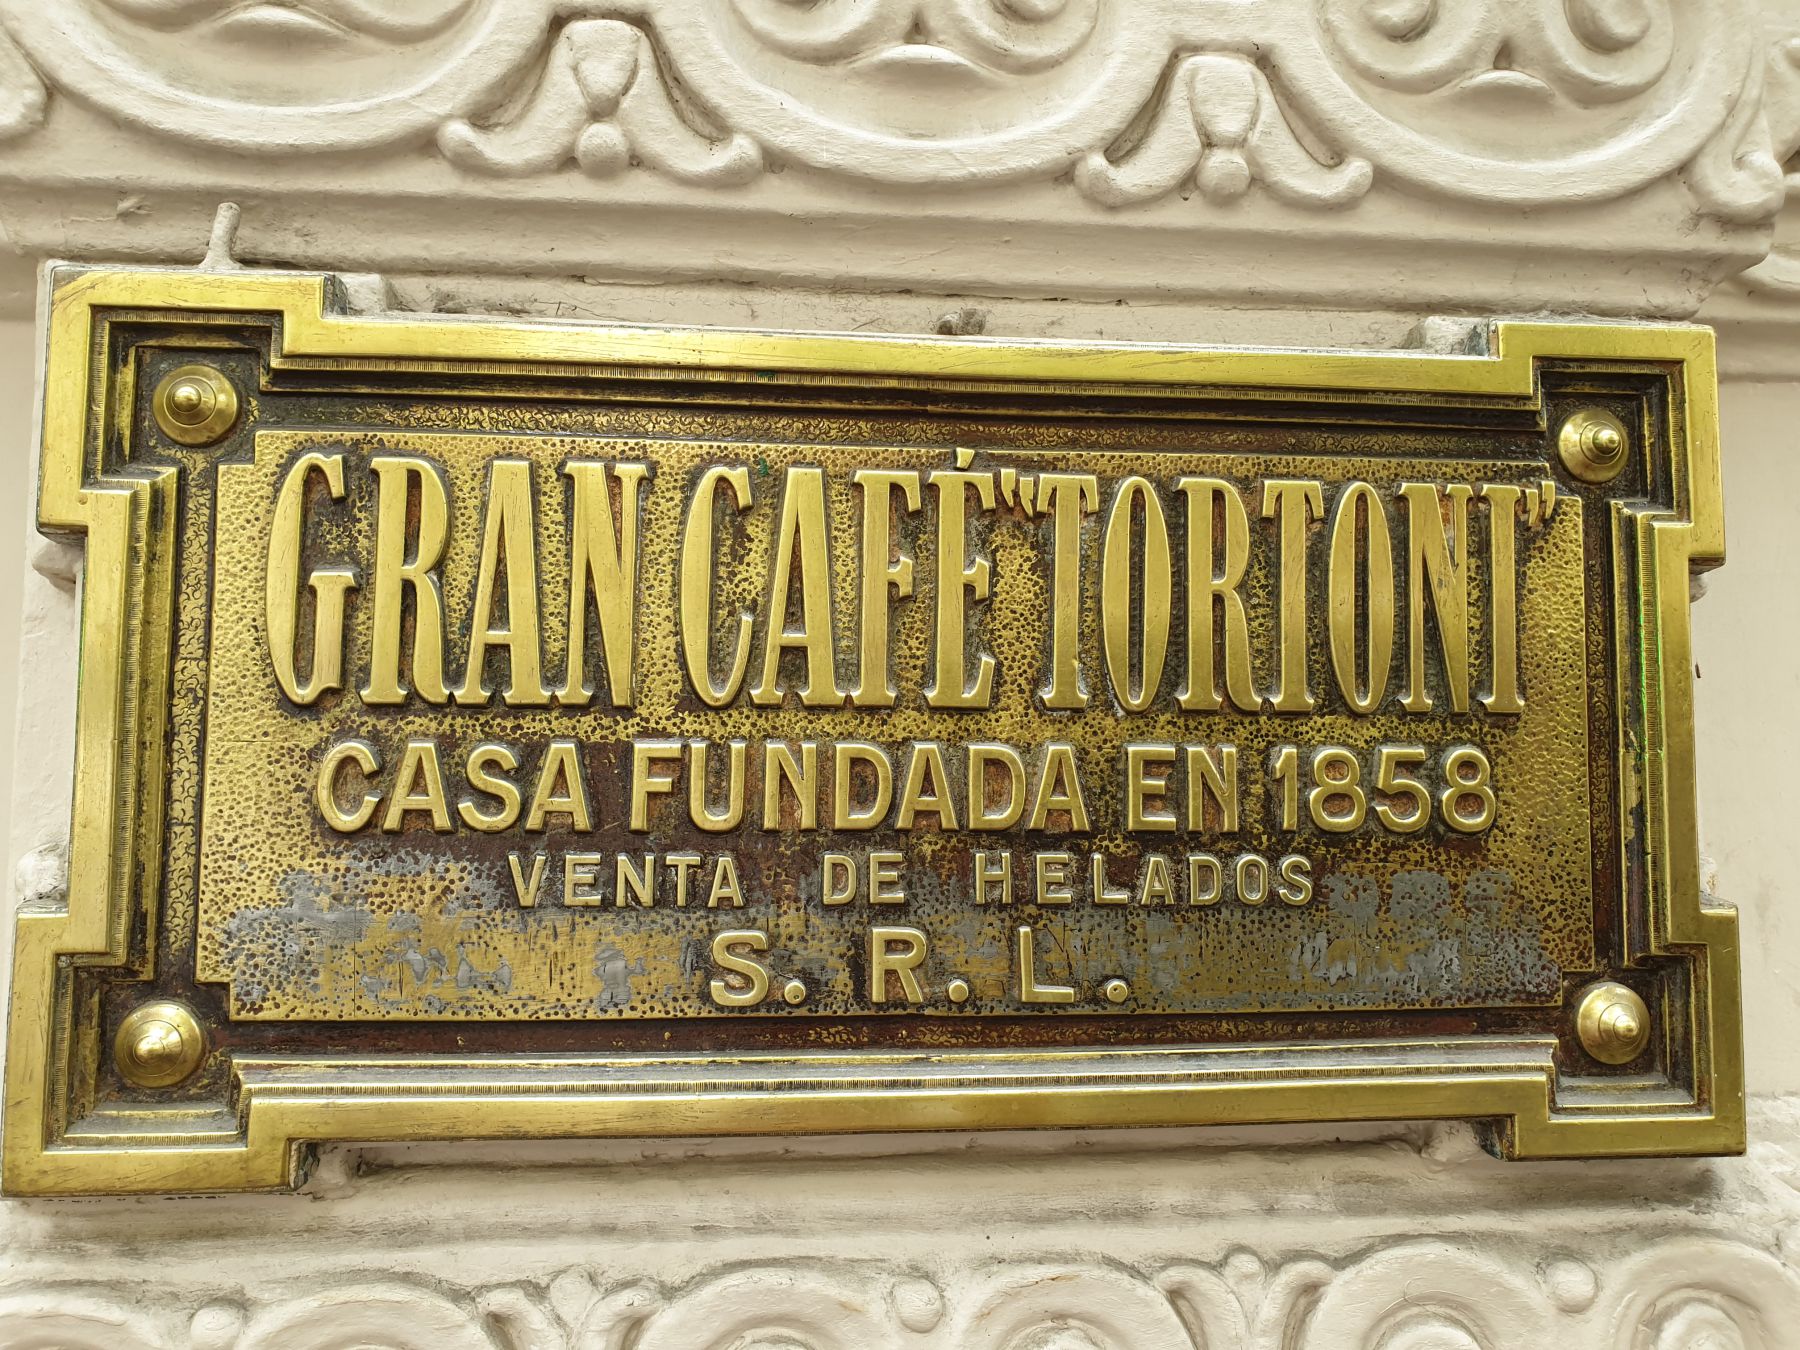 GRAN CAFÉ "TORTONI"
CASA FUNDADA EN 1858
VENTA DE HELADOS
S. R. L.